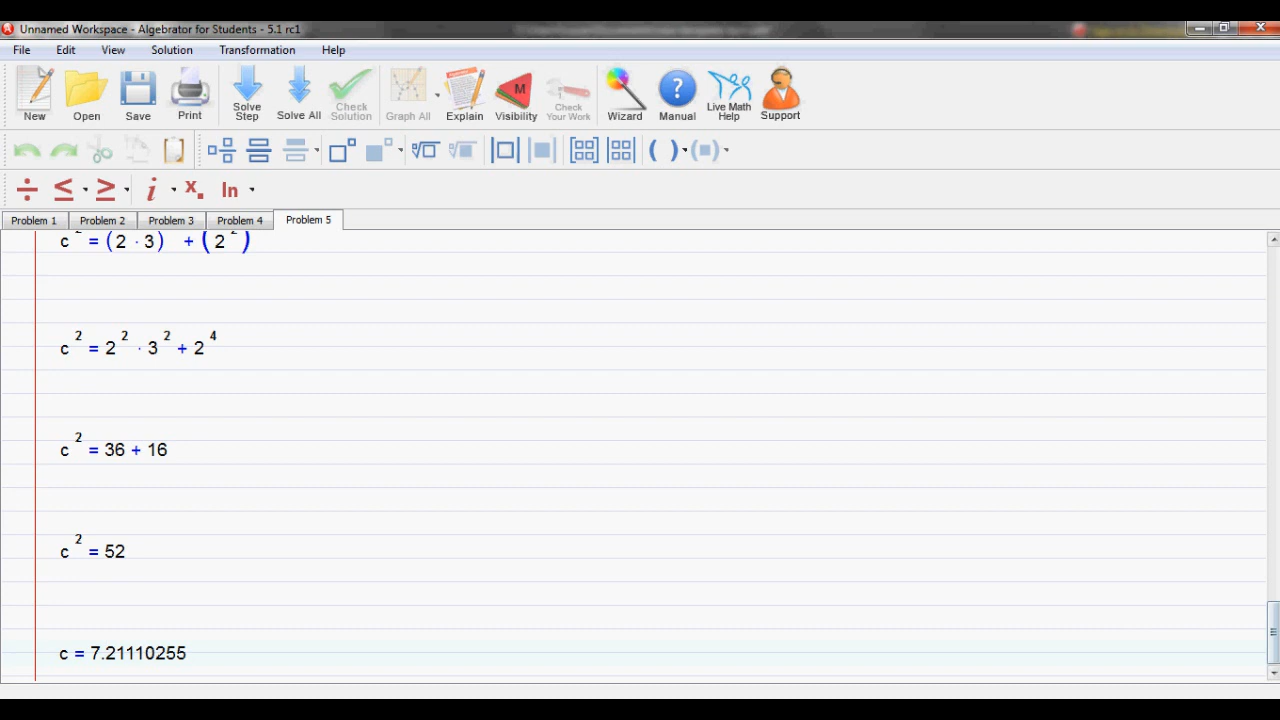 Unnamed Workspace - Algebrator for Students - 5.1 rc1
File Edit View Solution Transformation Help
New Open Save Print Solve Step Solve All Check Solution Graph All Explain Visibility Check Your Work Wizard Manual Live Math Help Support
÷ ≤ ≥ i x. ln
Problem 1 Problem 2 Problem 3 Problem 4 Problem 5
c² = (2 · 3) + (2²)
c² = 2² · 3² + 2⁴
c² = 36 + 16
c² = 52
c = 7.21110255